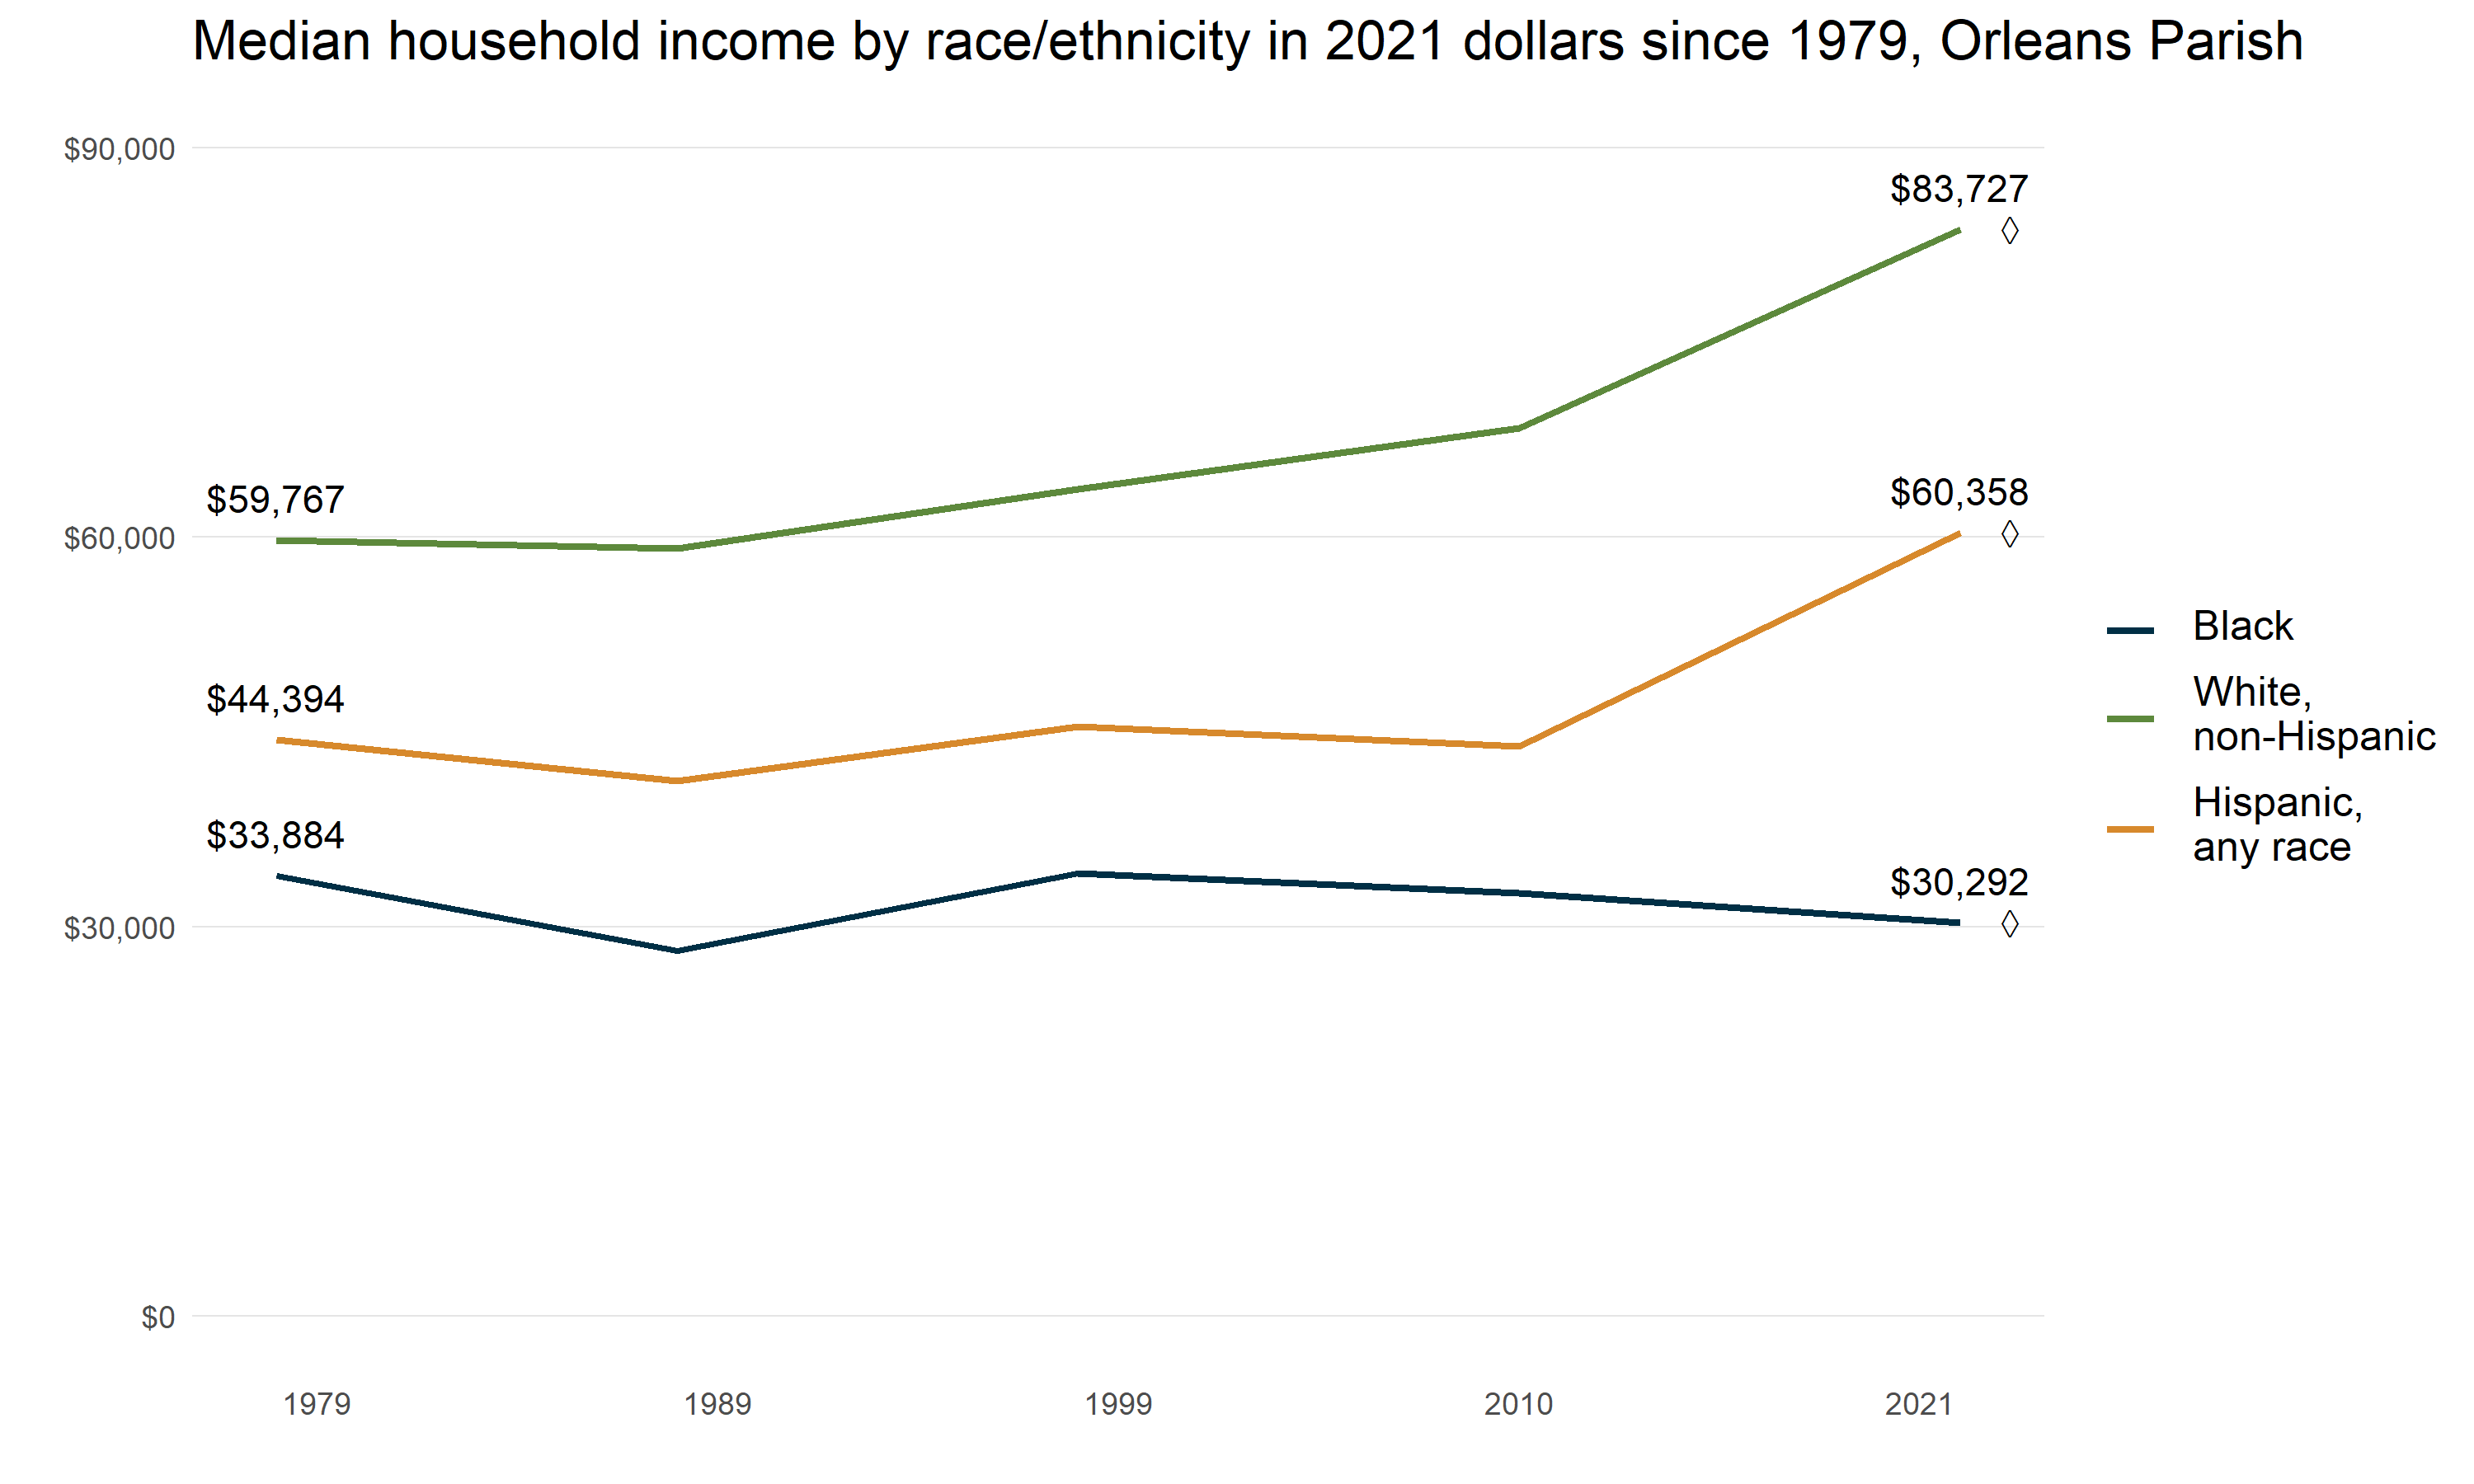 Median household income by race/ethnicity in 2021 dollars since 1979, Orleans Parish
$90,000
$83,727
◊
$59,767
$60,358
$60,000
◊
Black
White,
non-Hispanic
$44,394
Hispanic,
any race
$33,884
$30,292
$30,000
◊
$0
1979 1989 1999 2010 2021